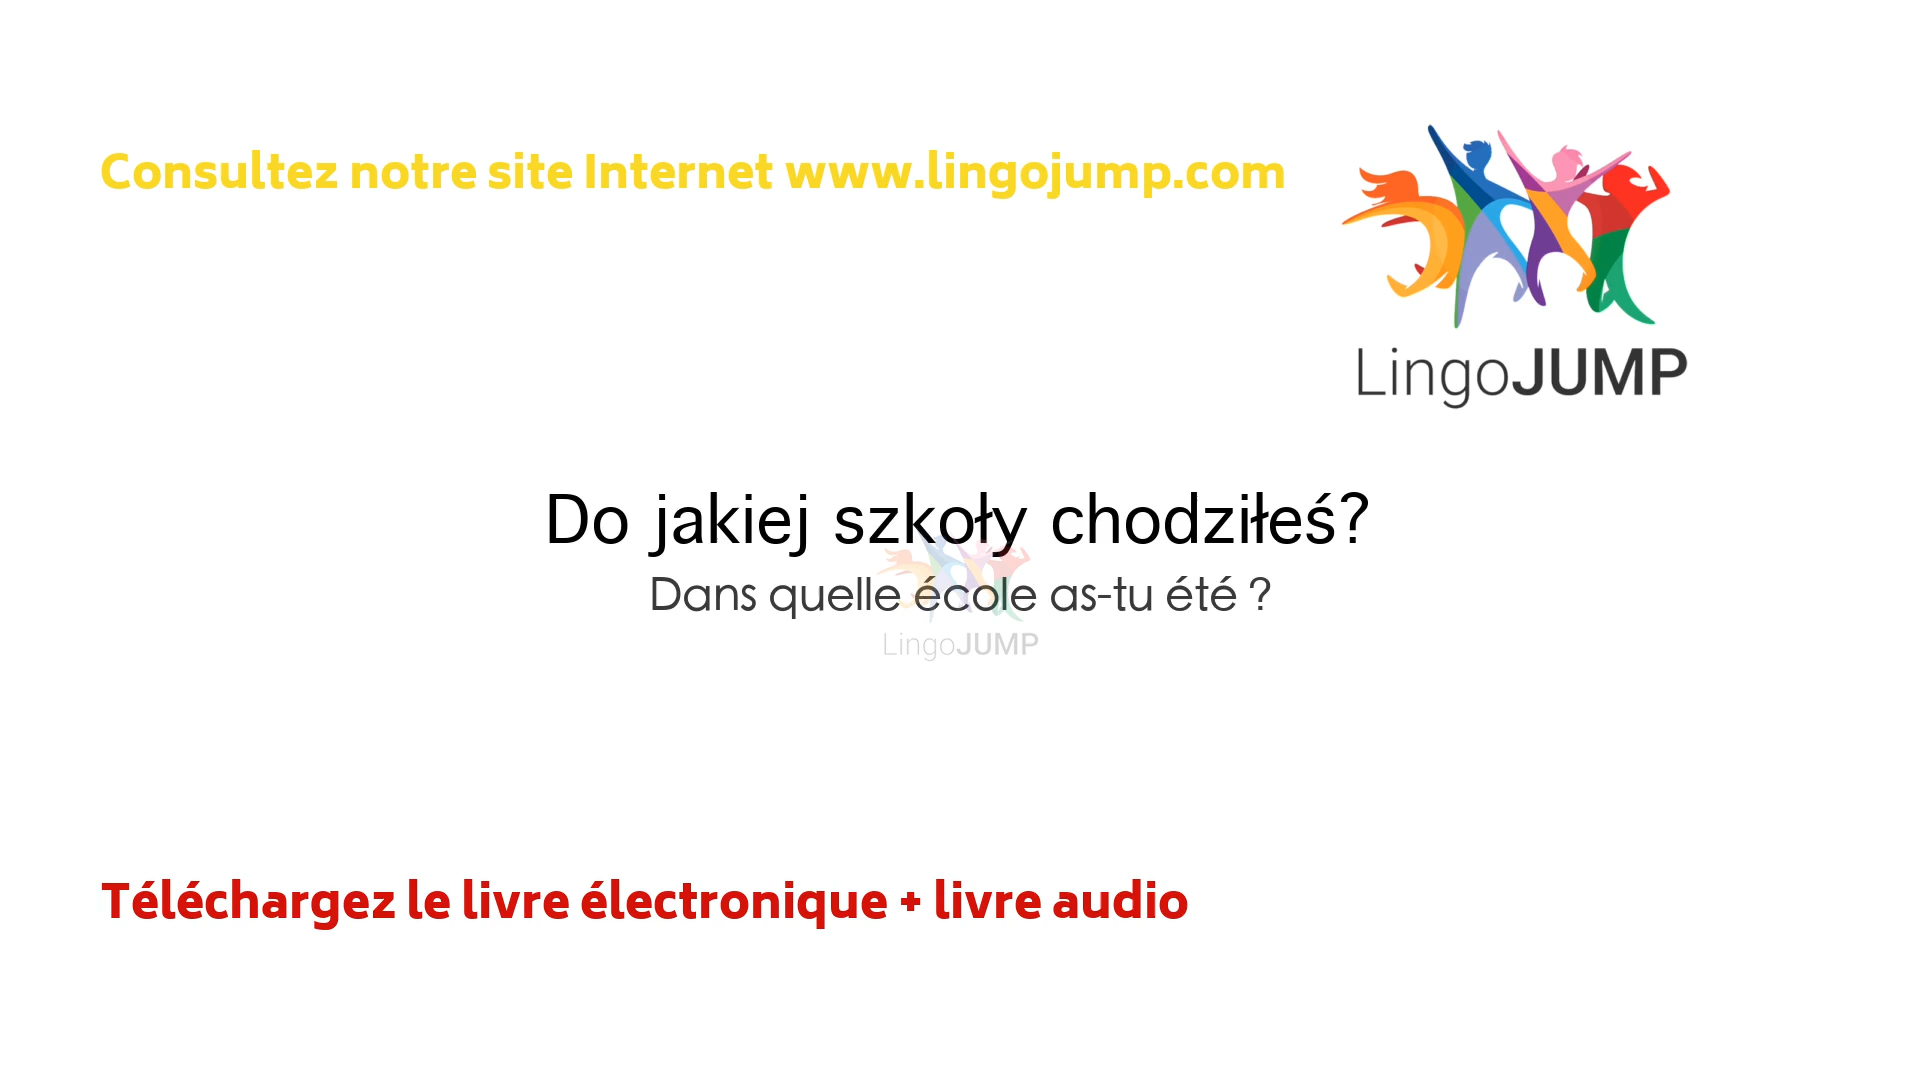 Consultez notre site Internet www.lingojump.com
LingoJUMP
Do jakiej szkoły chodziłeś?
Dans quelle école as-tu été ?
LingoJUMP
Téléchargez le livre électronique + livre audio